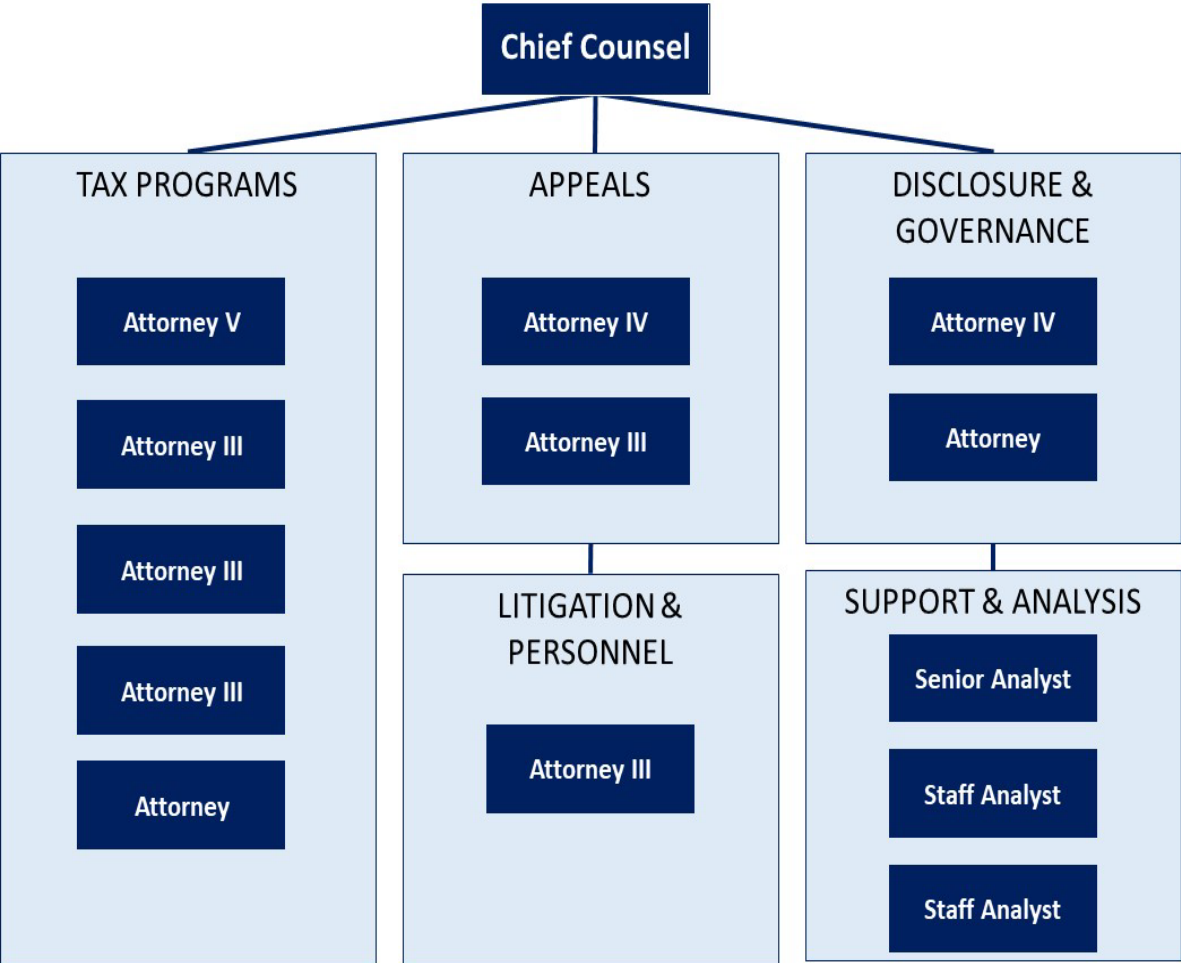 Chief Counsel
TAX PROGRAMS
Attorney V
Attorney III
Attorney III
Attorney III
Attorney
APPEALS
Attorney IV
Attorney III
LITIGATION &
PERSONNEL
Attorney III
DISCLOSURE &
GOVERNANCE
Attorney IV
Attorney
SUPPORT & ANALYSIS
Senior Analyst
Staff Analyst
Staff Analyst